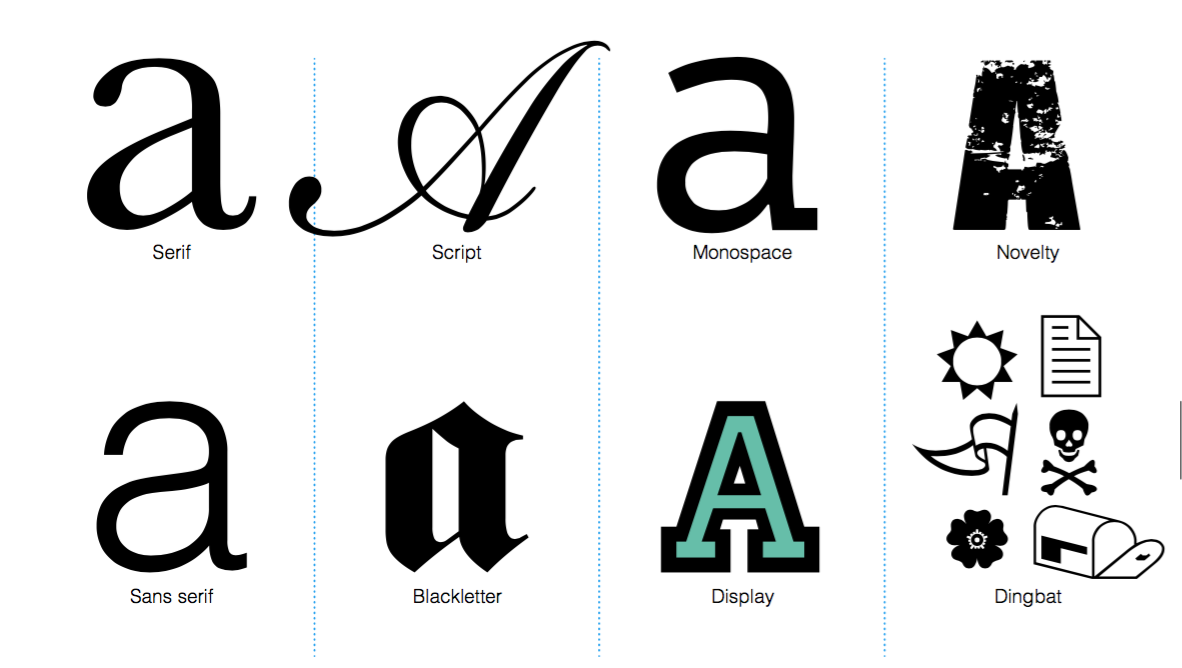 a A a A
Serif Script Monospace Novelty
a a A
Sans serif Blackletter Display Dingbat